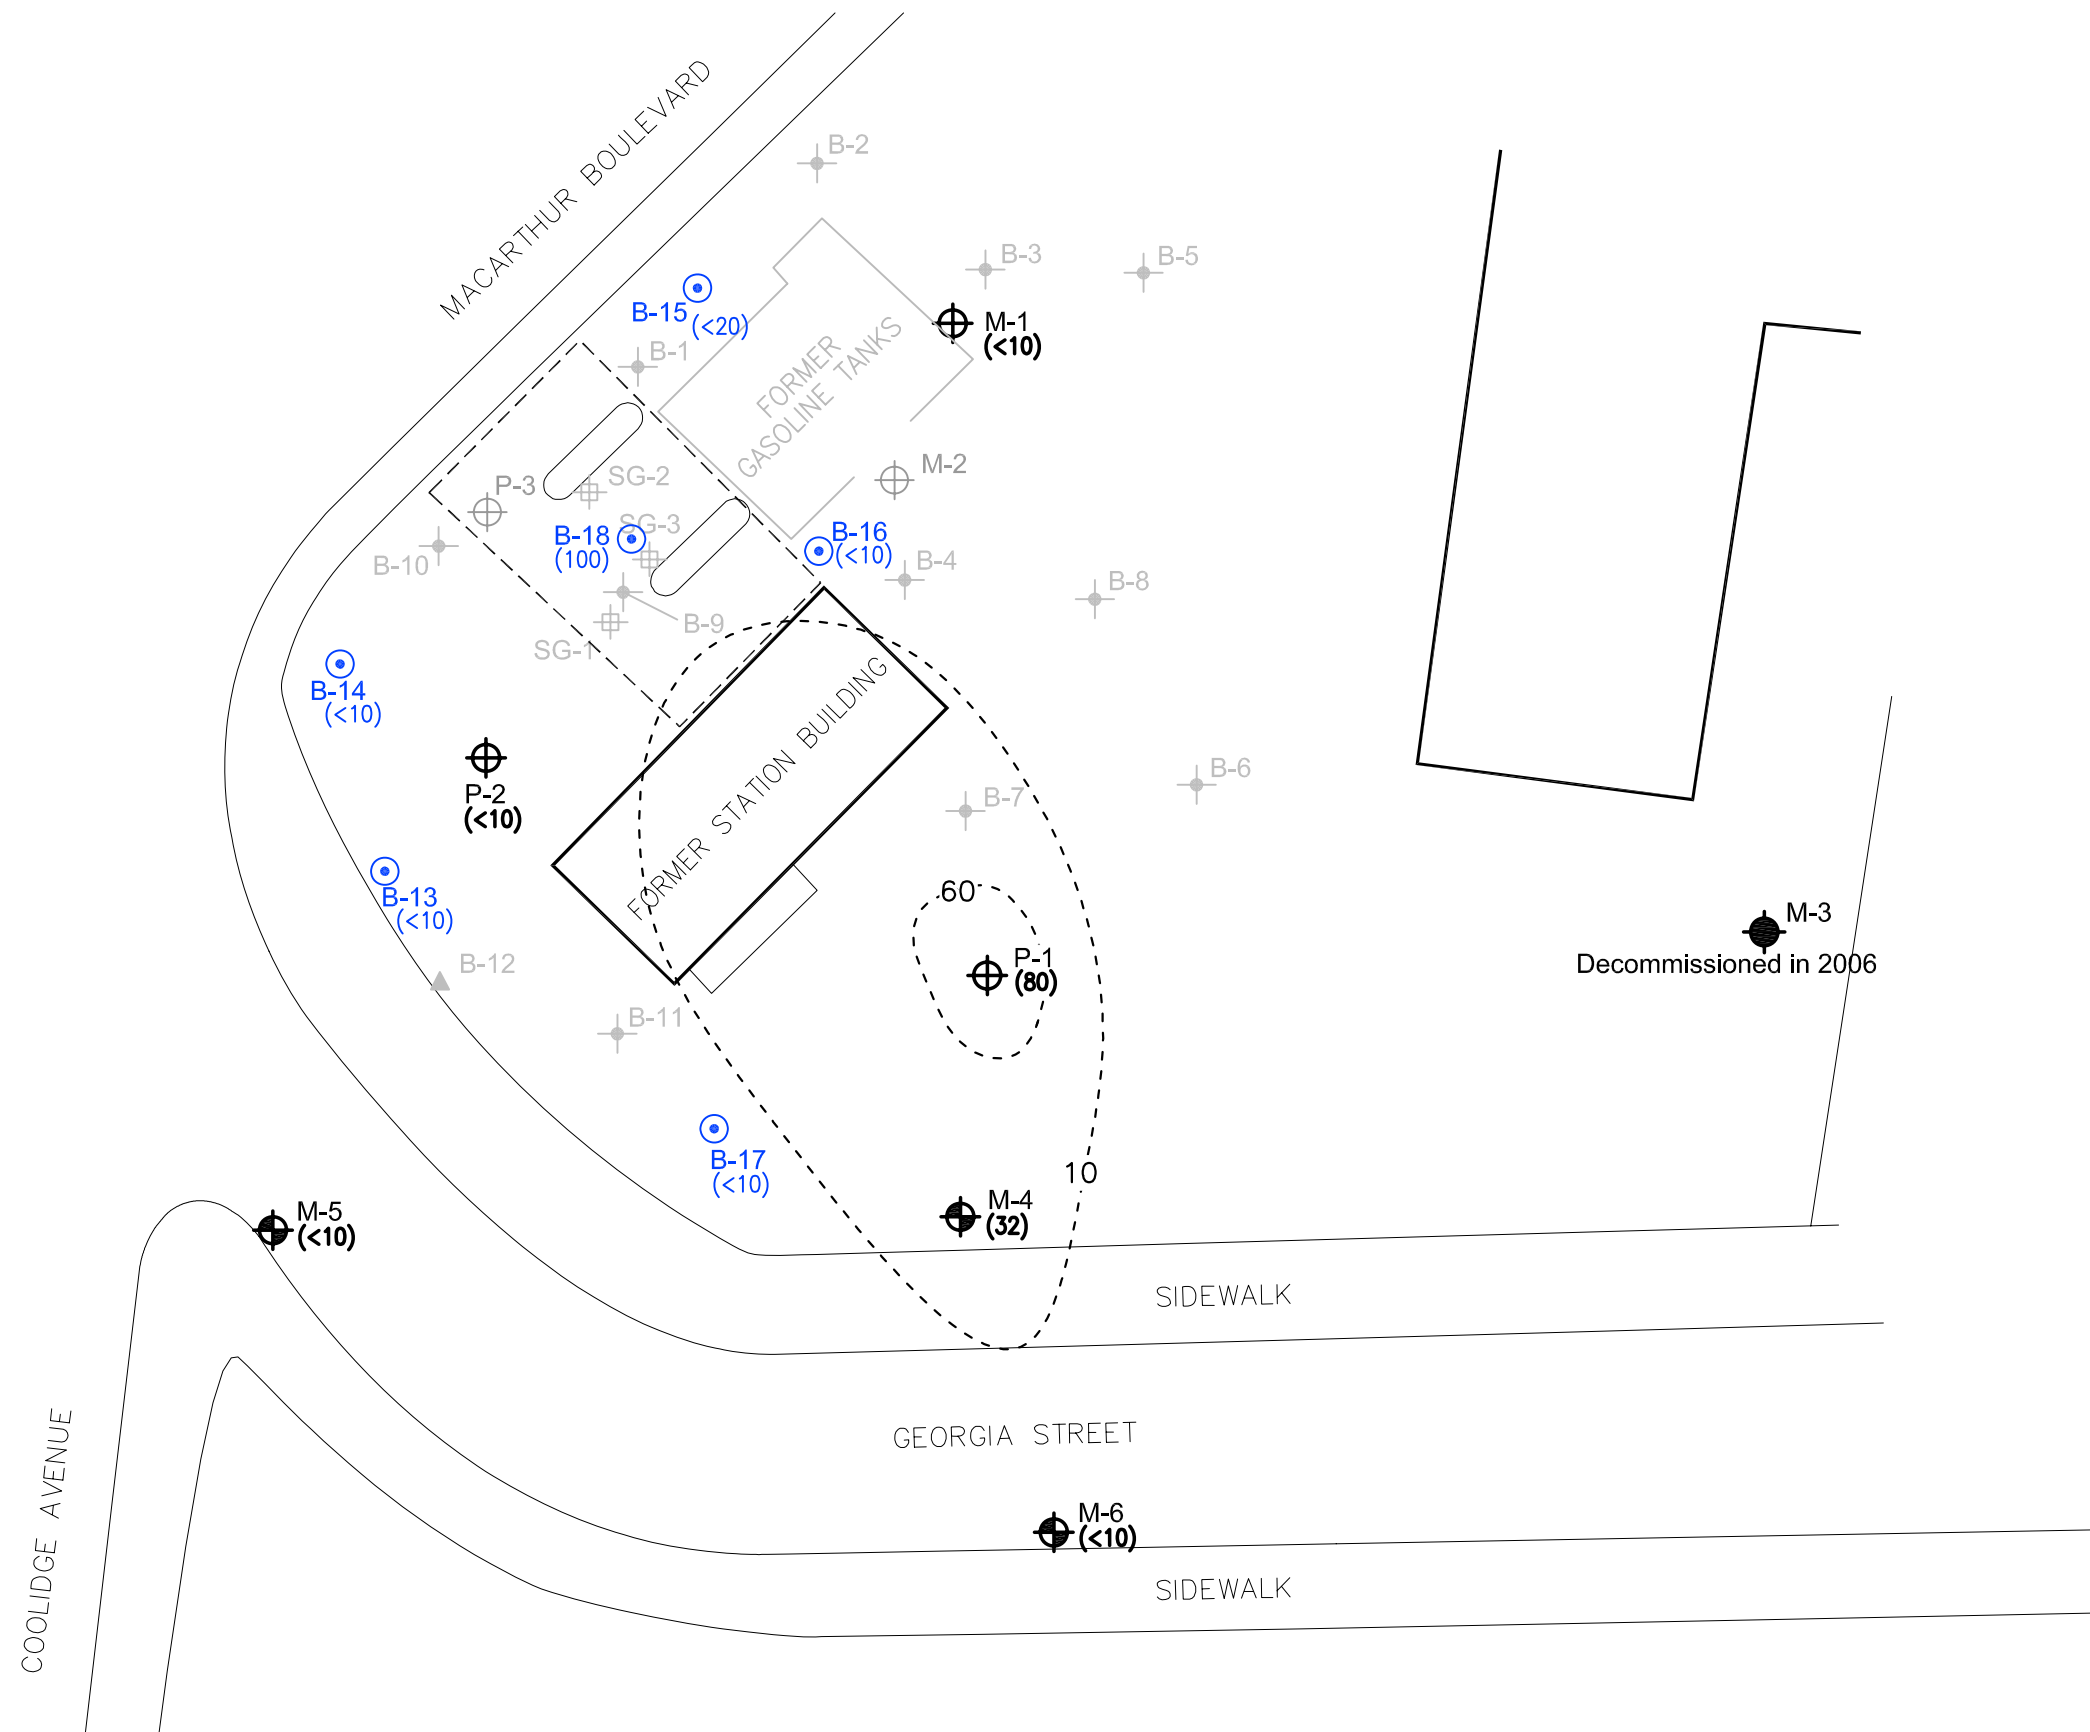 MACARTHUR BOULEVARD
B-2
B-3
B-5
B-15
(<20)
M-1
(<10)
B-1
FORMER
GASOLINE TANKS
M-2
P-3
SG-2
SG-3
B-18
(100)
B-16
(<10)
B-10
B-4
B-8
B-9
SG-1
B-14
(<10)
FORMER STATION BUILDING
P-2
(<10)
B-7
B-6
B-13
(<10)
60
M-3
Decommissioned in 2006
P-1
(80)
B-12
B-11
B-17
(<10)
10
M-4
(32)
M-5
(<10)
SIDEWALK
GEORGIA STREET
COOLIDGE AVENUE
M-6
(<10)
SIDEWALK